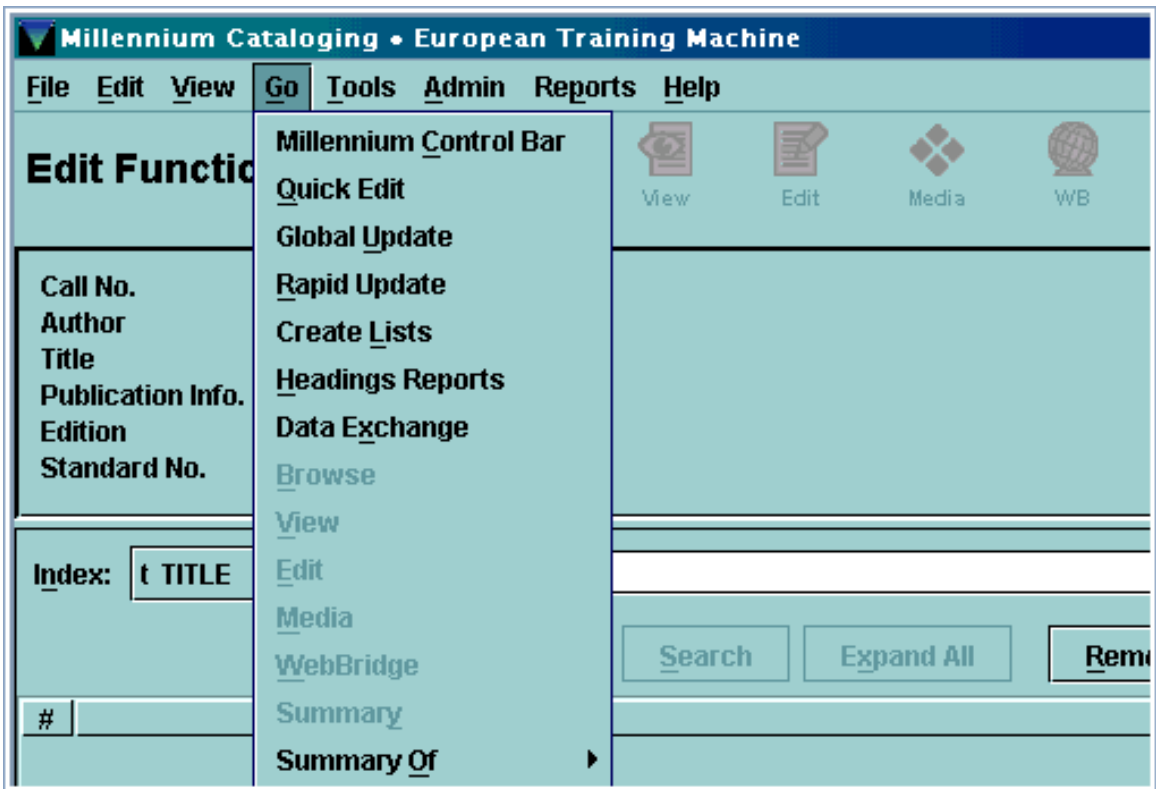 Millennium Cataloging • European Training Machine
File Edit View Go Tools Admin Reports Help
Edit Functio
View Edit Media WB
Millennium Control Bar
Quick Edit
Global Update
Rapid Update
Create Lists
Headings Reports
Data Exchange
Browse
View
Edit
Media
WebBridge
Summary
Summary Of
Call No.
Author
Title
Publication Info.
Edition
Standard No.
Index: t TITLE
Search Expand All Remo
#